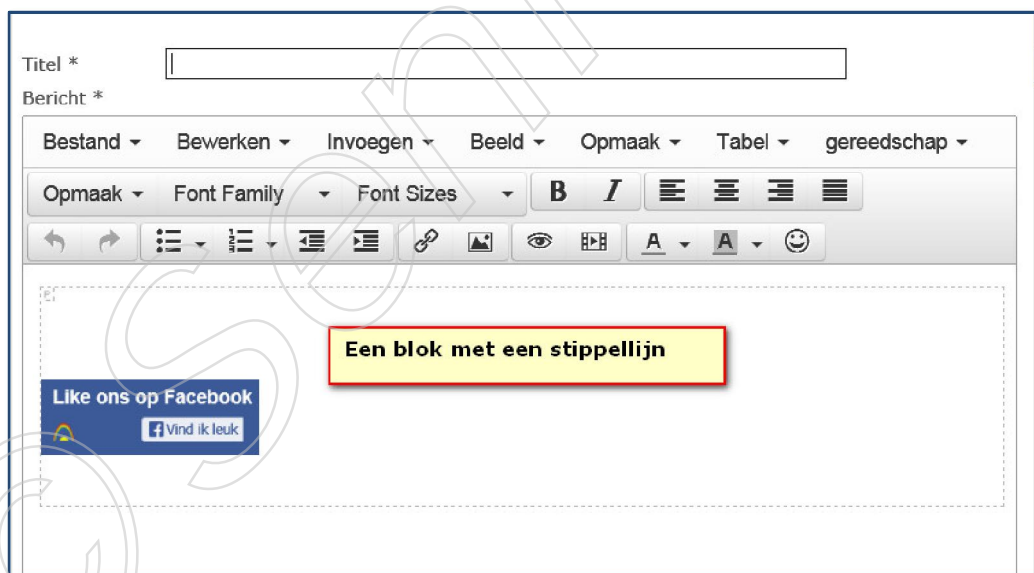 Titel *
Bericht *
Bestand Bewerken Invoegen Beeld Opmaak Tabel gereedschap
Opmaak Font Family Font Sizes B I
A A
P
Een blok met een stippellijn
Like ons op Facebook
f Vind ik leuk
© Sen